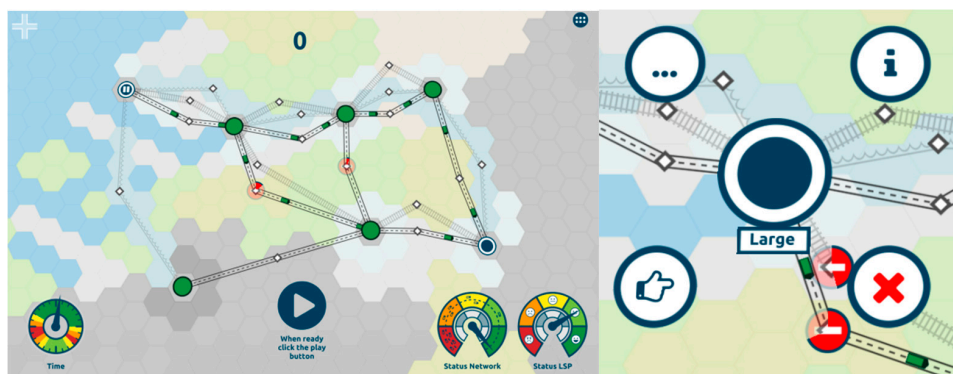 0
When ready
click the play
button
Time
Status Network
Status LSP
...
i
Large